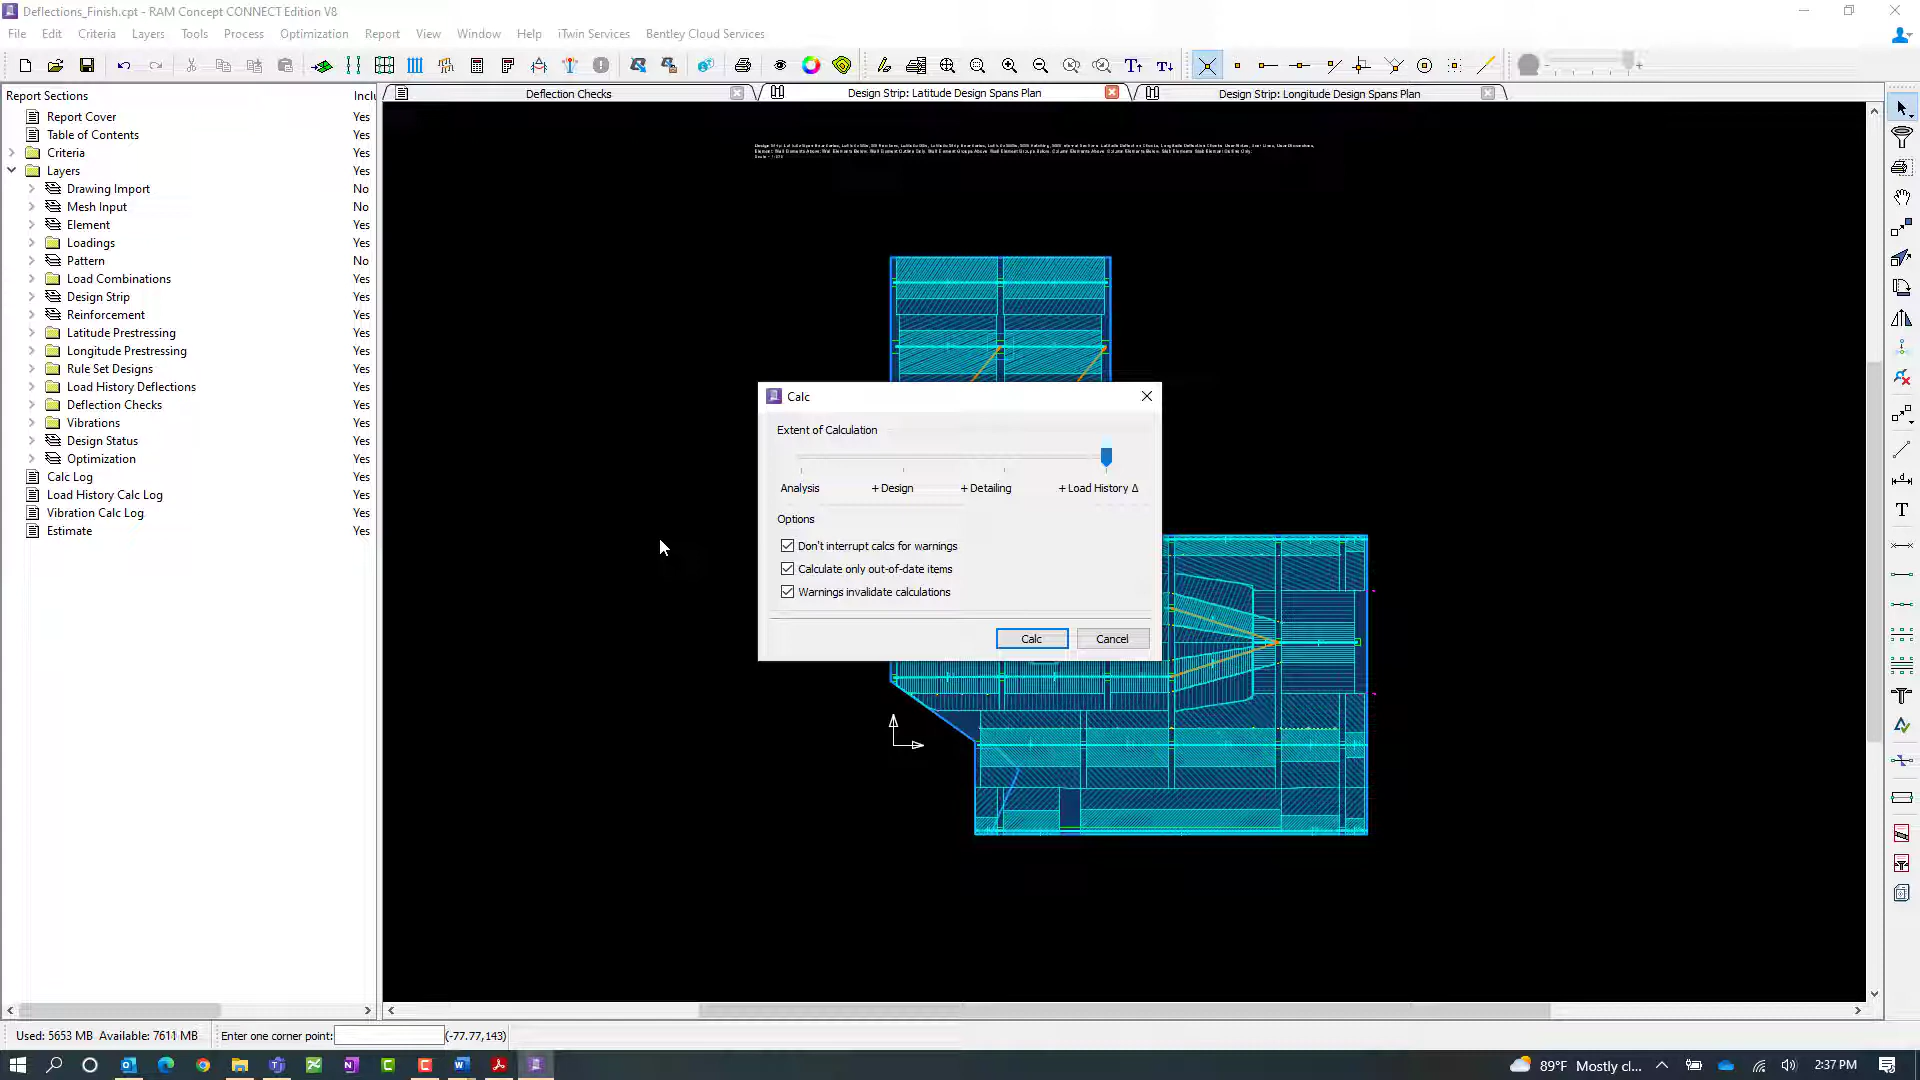 Deflections_Finish.cpt - RAM Concept CONNECT Edition V8
File Edit Criteria Layers Tools Process Optimization Report View Window Help iTwin Services Bentley Cloud Services
Report Sections Inclu
Deflection Checks
Design Strip: Latitude Design Spans Plan
Design Strip: Longitude Design Spans Plan
Report Cover Yes
Table of Contents Yes
Criteria Yes
Layers Yes
Drawing Import No
Mesh Input No
Element Yes
Loadings Yes
Pattern No
Load Combinations Yes
Design Strip Yes
Reinforcement Yes
Latitude Prestressing Yes
Longitude Prestressing Yes
Rule Set Designs Yes
Load History Deflections Yes
Deflection Checks Yes
Vibrations Yes
Design Status Yes
Optimization Yes
Calc Log Yes
Load History Calc Log Yes
Vibration Calc Log Yes
Estimate Yes
Calc
Extent of Calculation
Analysis + Design + Detailing + Load History Δ
Options
Don't interrupt calcs for warnings
Calculate only out-of-date items
Warnings invalidate calculations
Calc Cancel
Used: 5653 MB Available: 7611 MB Enter one corner point: (-77.77,143)
89°F Mostly cl... 2:37 PM